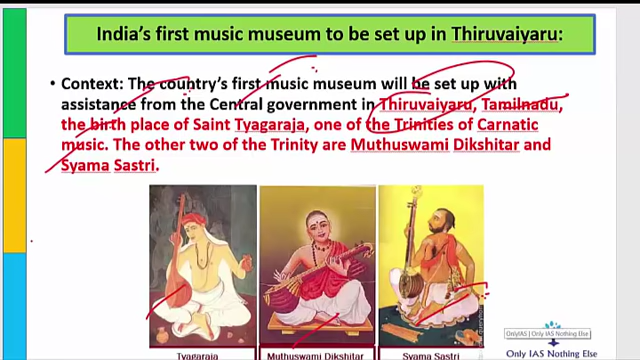 India's first music museum to be set up in Thiruvaiyaru:
• Context: The country's first music museum will be set up with
assistance from the Central government in Thiruvaiyaru, Tamilnadu,
the birth place of Saint Tyagaraja, one of the Trinities of Carnatic
music. The other two of the Trinity are Muthuswami Dikshitar and
Syama Sastri.
Tyagaraja
Muthuswami Dikshitar
Syama Sastri
OnlyIAS | Only IAS Nothing Else
Only IAS Nothing Else